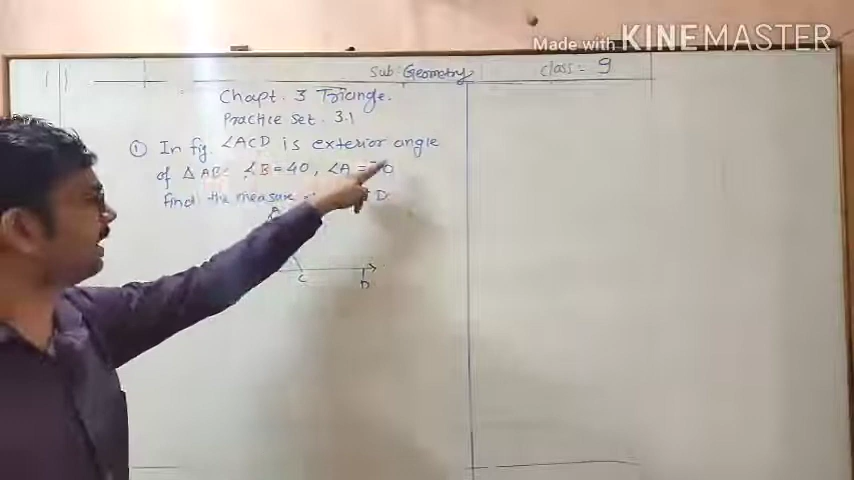 Made with KINEMASTER
Sub: Geometry class = 9
Chapt. 3 Triangle.
Practice Set. 3.1
① In fig. ∠ACD is exterior angle
of △ AB ∠B = 40, ∠A =
Find the measure D.
A
C D